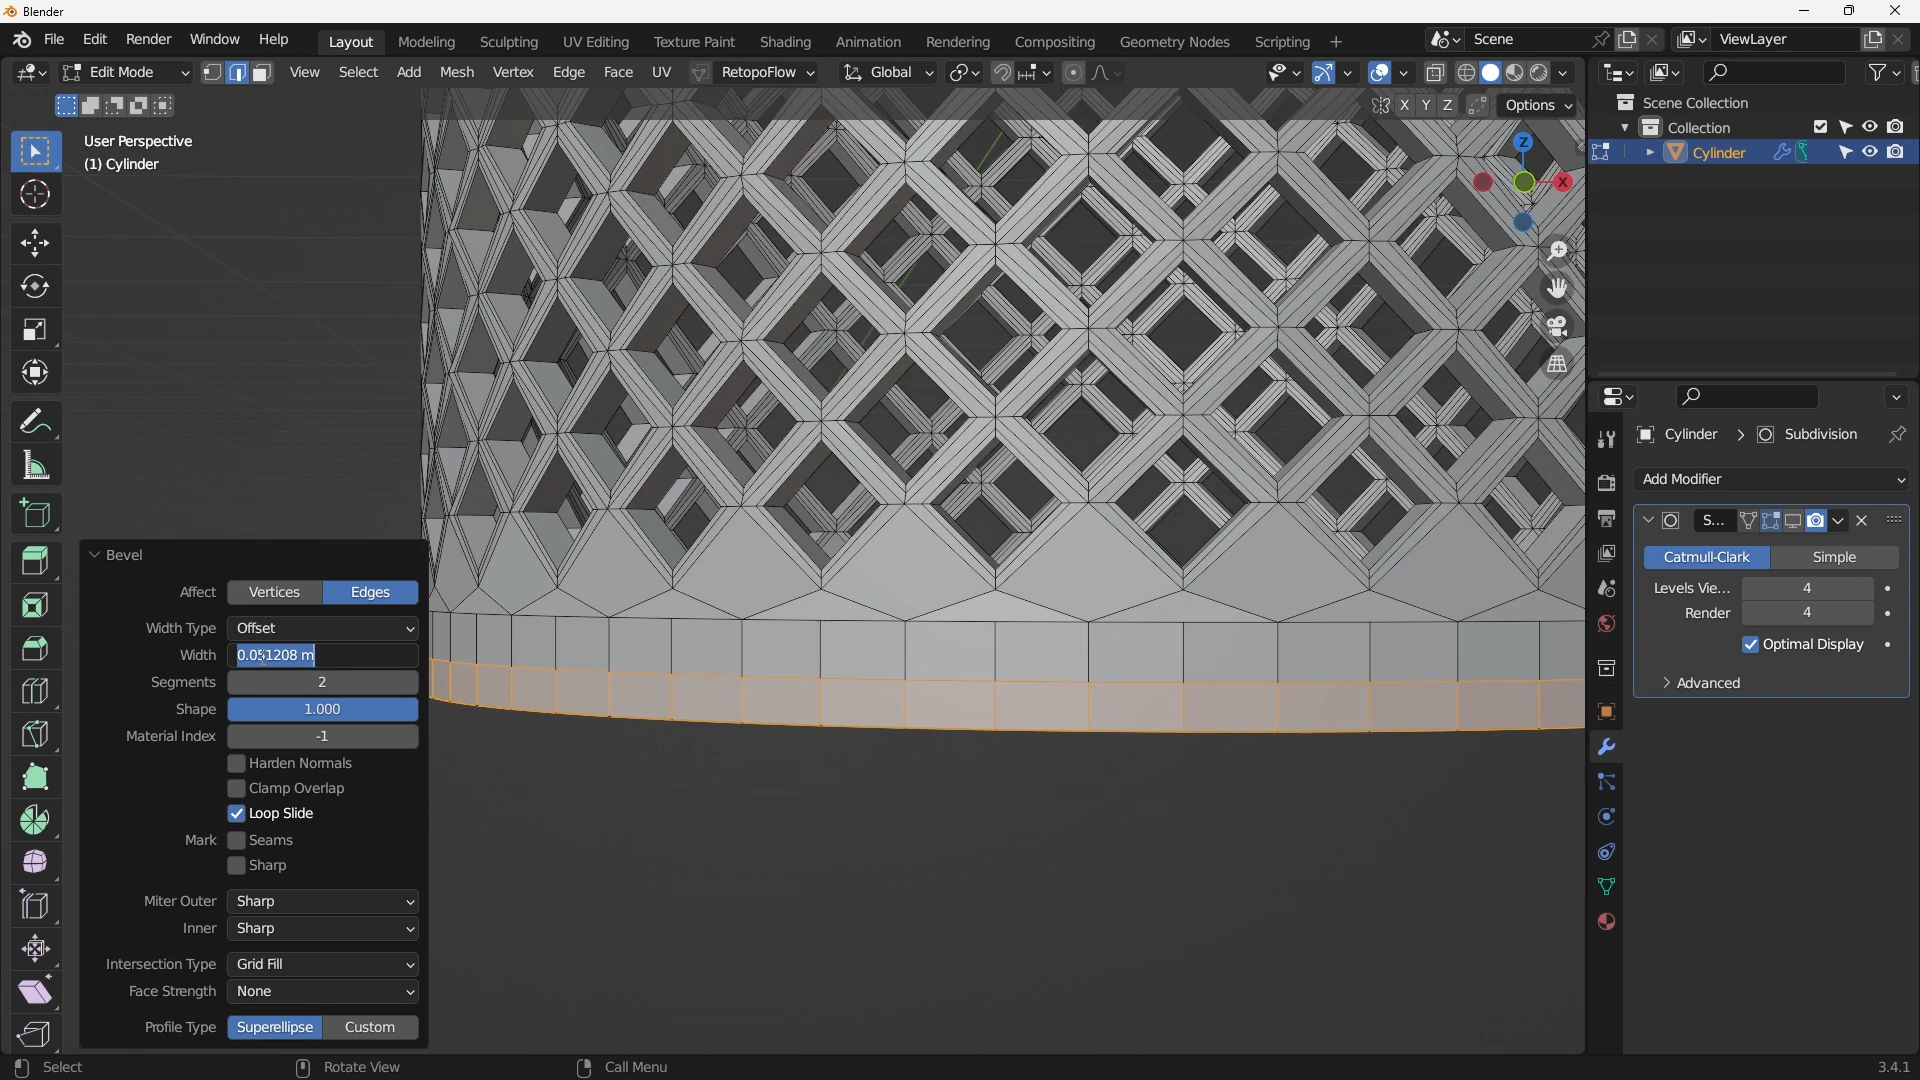 Blender
File Edit Render Window Help Layout Modeling Sculpting UV Editing Texture Paint Shading Animation Rendering Compositing Geometry Nodes Scripting + Scene ViewLayer
Edit Mode View Select Add Mesh Vertex Edge Face UV RetopoFlow Global
X Y Z Options
User Perspective
(1) Cylinder
Z
X
Scene Collection
Collection
Cylinder
Cylinder > Subdivision
Add Modifier
S...
Catmull-Clark Simple
Levels Vie... 4
Render 4
Optimal Display
Advanced
Bevel
Affect Vertices Edges
Width Type Offset
Width 0.051208 m
Segments 2
Shape 1.000
Material Index -1
Harden Normals
Clamp Overlap
Loop Slide
Mark Seams
Sharp
Miter Outer Sharp
Inner Sharp
Intersection Type Grid Fill
Face Strength None
Profile Type Superellipse Custom
Select Rotate View Call Menu 3.4.1